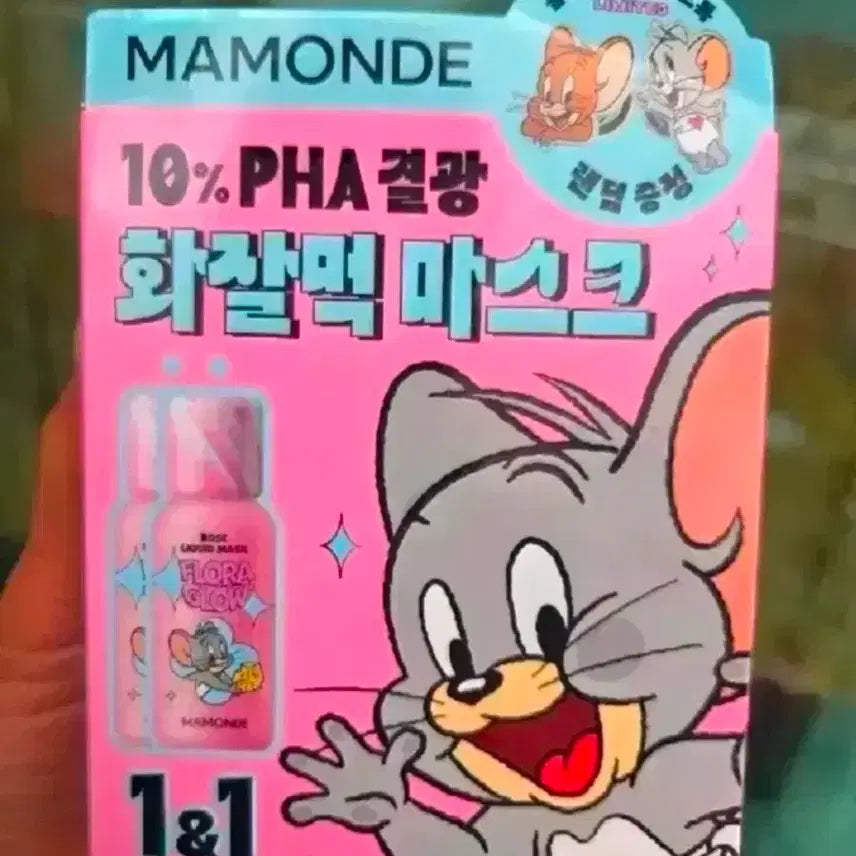 MAMONDE
LIMITED
랜덤 증정
10% PHA 결광
화잘먹 마스크
ROSE
LIQUID MASK
FLORA
GLOW
MAMONDE
1&1